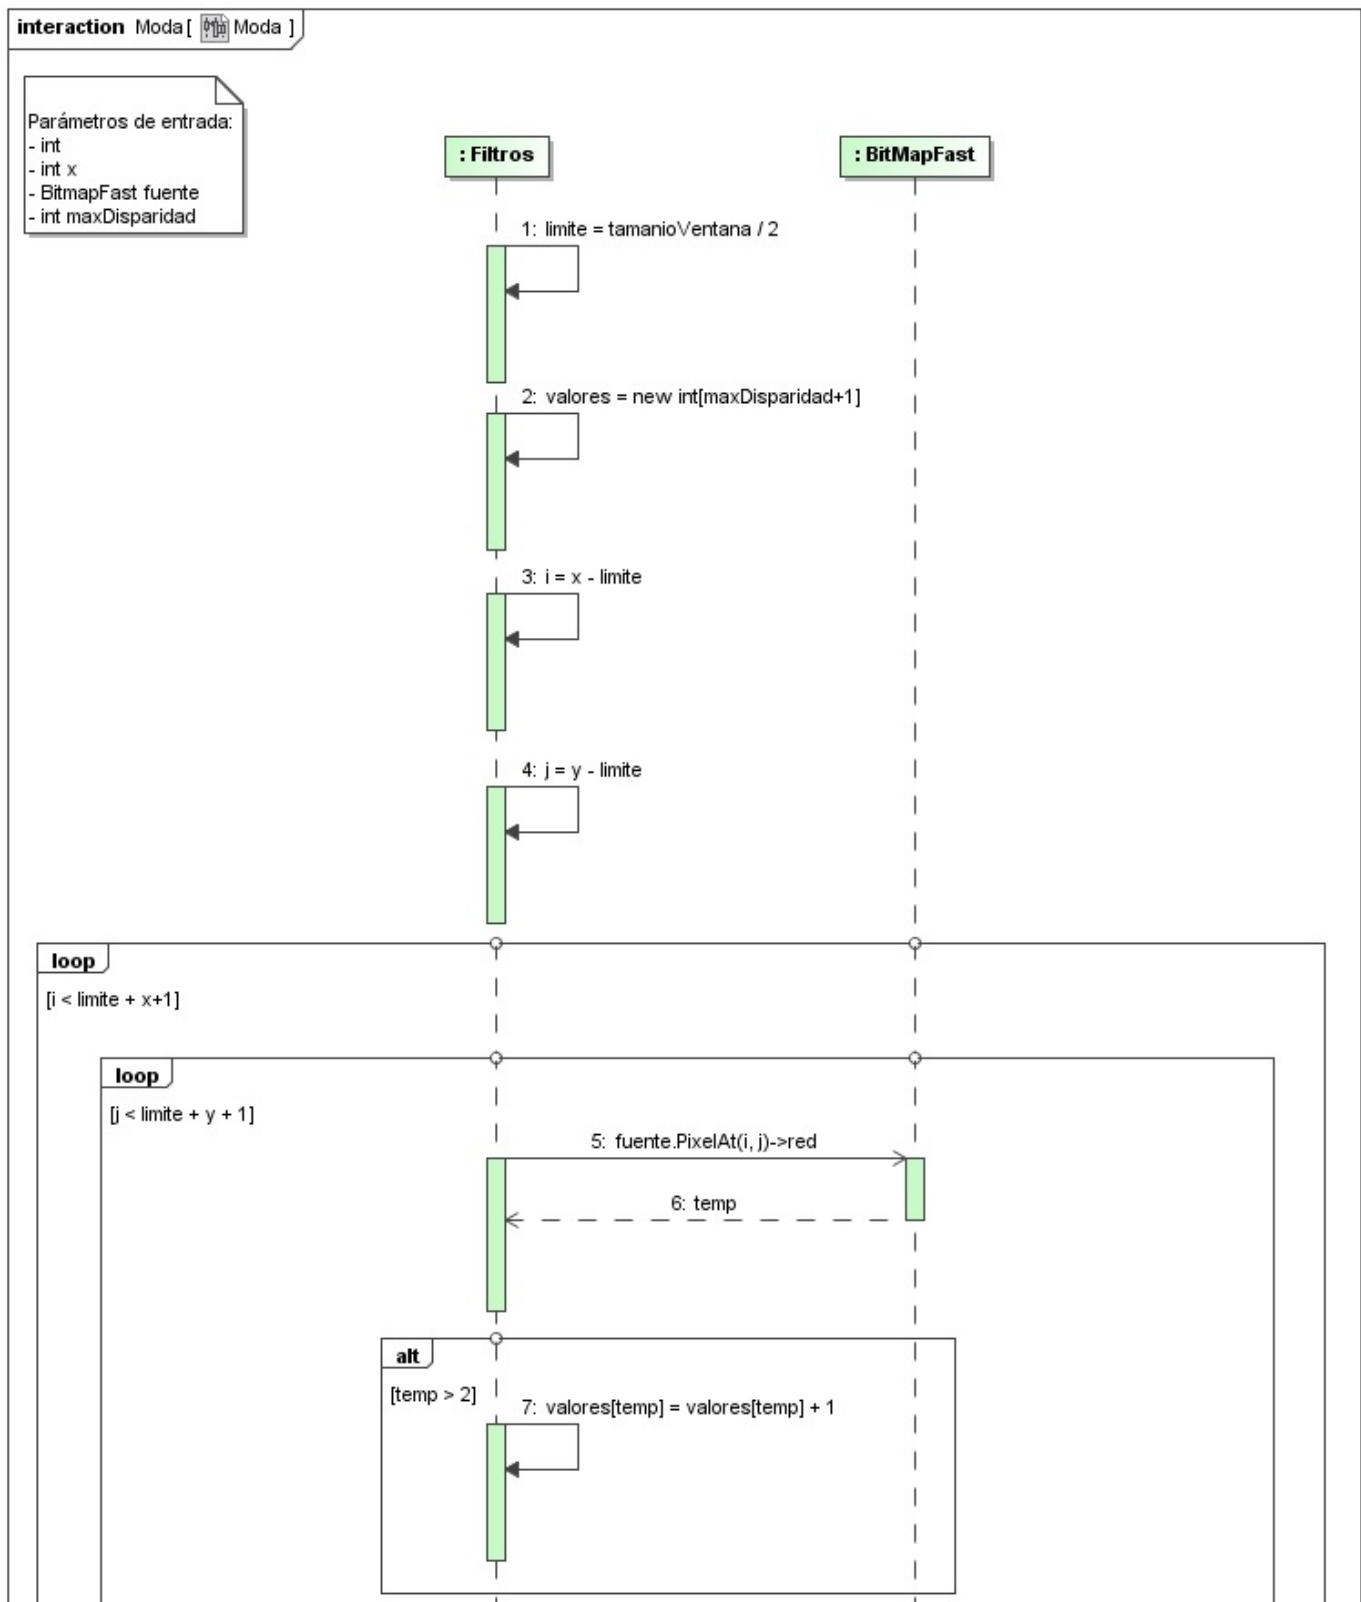 interaction Moda[ Moda ]
Parámetros de entrada:
- int
- int x
- BitmapFast fuente
- int maxDisparidad
: Filtros
: BitMapFast
1: limite = tamanioVentana / 2
2: valores = new int[maxDisparidad+1]
3: i = x - limite
4: j = y - limite
loop
[i < limite + x+1]
loop
[j < limite + y + 1]
5: fuente.PixelAt(i, j)->red
6: temp
alt
[temp > 2]
7: valores[temp] = valores[temp] + 1